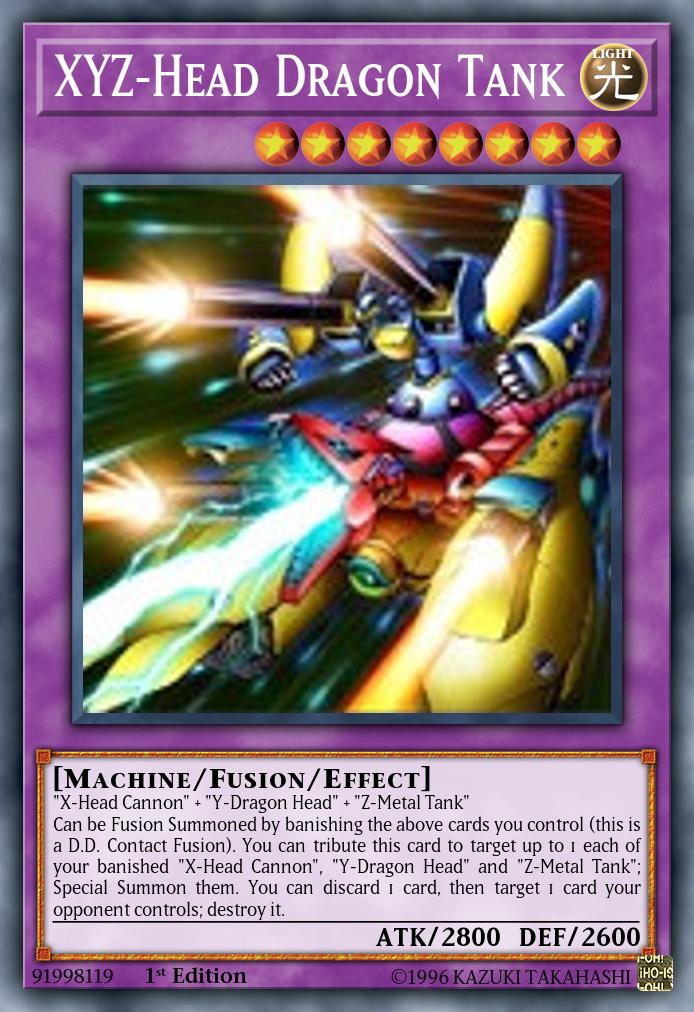 XYZ-Head Dragon Tank
LIGHT
光
[Machine/Fusion/Effect]
"X-Head Cannon" + "Y-Dragon Head" + "Z-Metal Tank"
Can be Fusion Summoned by banishing the above cards you control (this is
a D.D. Contact Fusion). You can tribute this card to target up to 1 each of
your banished "X-Head Cannon", "Y-Dragon Head" and "Z-Metal Tank";
Special Summon them. You can discard 1 card, then target 1 card your
opponent controls; destroy it.
ATK/2800 DEF/2600
91998119 1st Edition ©1996 KAZUKI TAKAHASHI